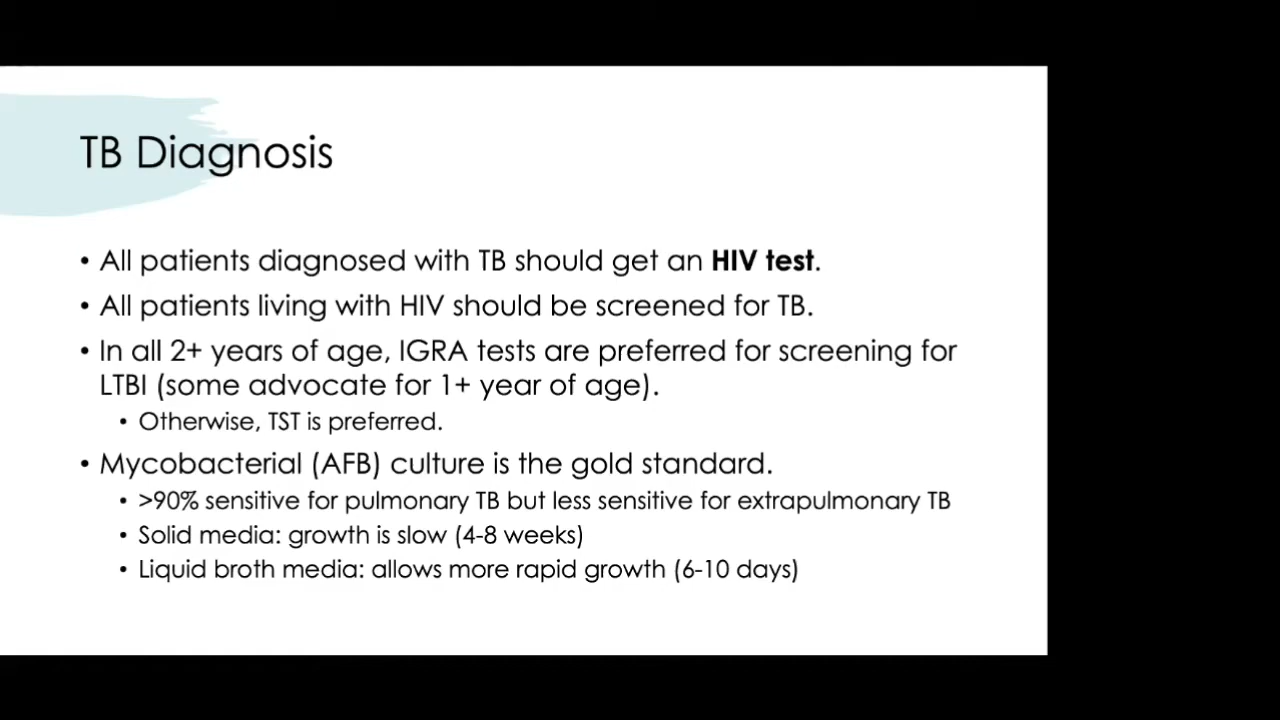 TB Diagnosis
• All patients diagnosed with TB should get an HIV test.
• All patients living with HIV should be screened for TB.
• In all 2+ years of age, IGRA tests are preferred for screening for
LTBI (some advocate for 1+ year of age).
• Otherwise, TST is preferred.
• Mycobacterial (AFB) culture is the gold standard.
• >90% sensitive for pulmonary TB but less sensitive for extrapulmonary TB
• Solid media: growth is slow (4-8 weeks)
• Liquid broth media: allows more rapid growth (6-10 days)